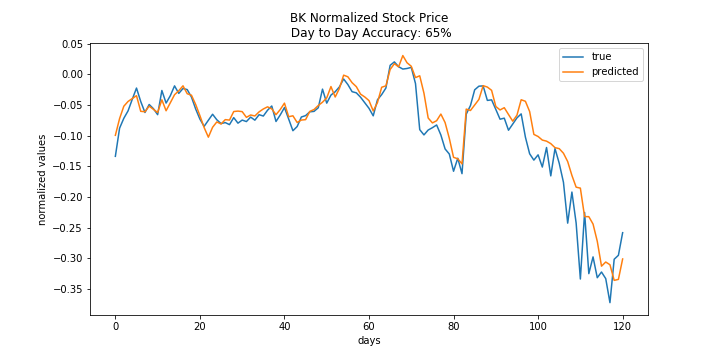 BK Normalized Stock Price
Day to Day Accuracy: 65%
true
predicted
0.05
0.00
−0.05
−0.10
−0.15
−0.20
−0.25
−0.30
−0.35
normalized values
0 20 40 60 80 100 120
days